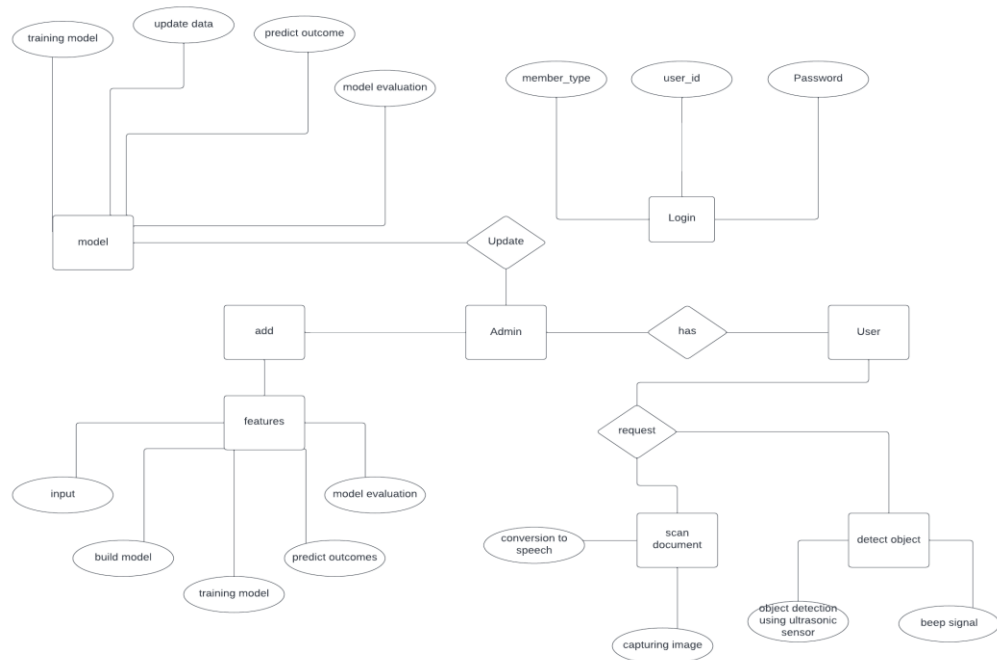 training model
update data
predict outcome
model evaluation
member_type
user_id
Password
Login
model
Update
add
Admin
has
User
features
request
input
model evaluation
build model
predict outcomes
training model
conversion to
speech
scan
document
detect object
capturing image
object detection
using ultrasonic
sensor
beep signal